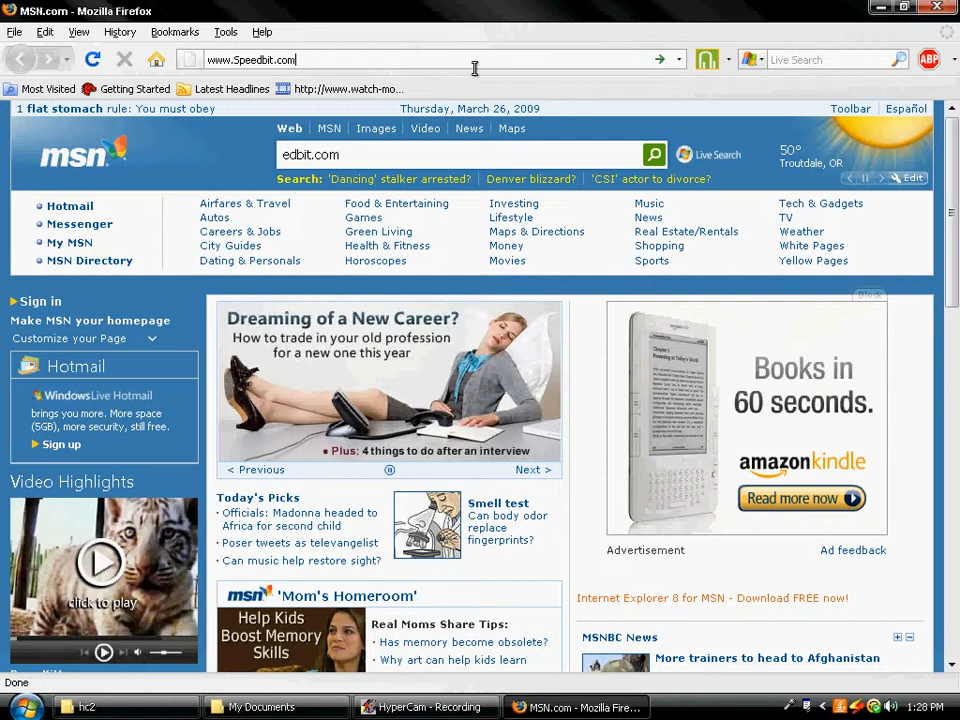 MSN.com - Mozilla Firefox
File Edit View History Bookmarks Tools Help
www.Speedbit.com
Live Search
ABP
Most Visited Getting Started Latest Headlines http://www.watch-mo...
1 flat stomach rule: You must obey
Thursday, March 26, 2009
Toolbar Español
msn
Web MSN Images Video News Maps
edbit.com
Live Search
50°
Troutdale, OR
Edit
Search: 'Dancing' stalker arrested? Denver blizzard? 'CSI' actor to divorce?
Hotmail
Messenger
My MSN
MSN Directory
Airfares & Travel
Autos
Careers & Jobs
City Guides
Dating & Personals
Food & Entertaining
Games
Green Living
Health & Fitness
Horoscopes
Investing
Lifestyle
Maps & Directions
Money
Movies
Music
News
Real Estate/Rentals
Shopping
Sports
Tech & Gadgets
TV
Weather
White Pages
Yellow Pages
Sign in
Make MSN your homepage
Customize your Page
Hotmail
WindowsLive Hotmail
brings you more. More space
(5GB), more security, still free.
Sign up
Video Highlights
click to play
Dreaming of a New Career?
How to trade in your old profession
for a new one this year
• Plus: 4 things to do after an interview
< Previous
Next >
Today's Picks
Officials: Madonna headed to
Africa for second child
Poser tweets as televangelist
Can music help restore sight?
Smell test
Can body odor
replace
fingerprints?
msn 'Mom's Homeroom'
Help Kids
Boost Memory
Skills
Real Moms Share Tips:
Has memory become obsolete?
Why art can help kids learn
Block
Books in
60 seconds.
amazonkindle
Read more now
Advertisement
Ad feedback
Internet Explorer 8 for MSN - Download FREE now!
MSNBC News
More trainers to head to Afghanistan
Done
hc2
My Documents
HyperCam - Recording
MSN.com - Mozilla Fire...
1:28 PM